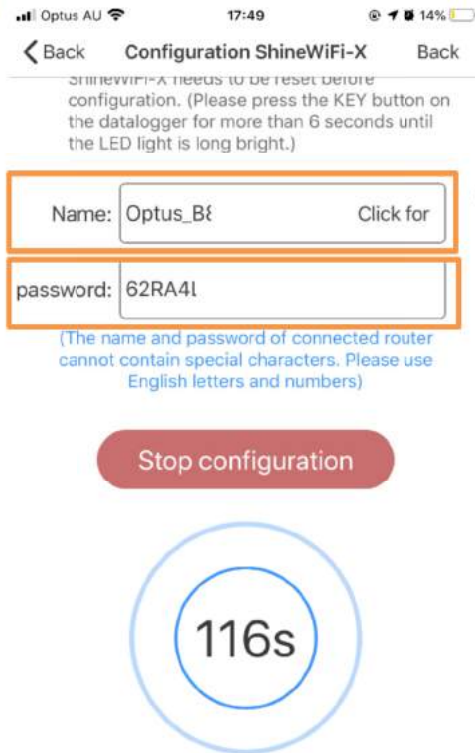 Optus AU 17:49 14%
Back Configuration ShineWiFi-X Back
ShineWiFi-X needs to be reset before
configuration. (Please press the KEY button on
the datalogger for more than 6 seconds until
the LED light is long bright.)
Name: Optus_B8 Click for
password: 62RA4L
(The name and password of connected router
cannot contain special characters. Please use
English letters and numbers)
Stop configuration
116s